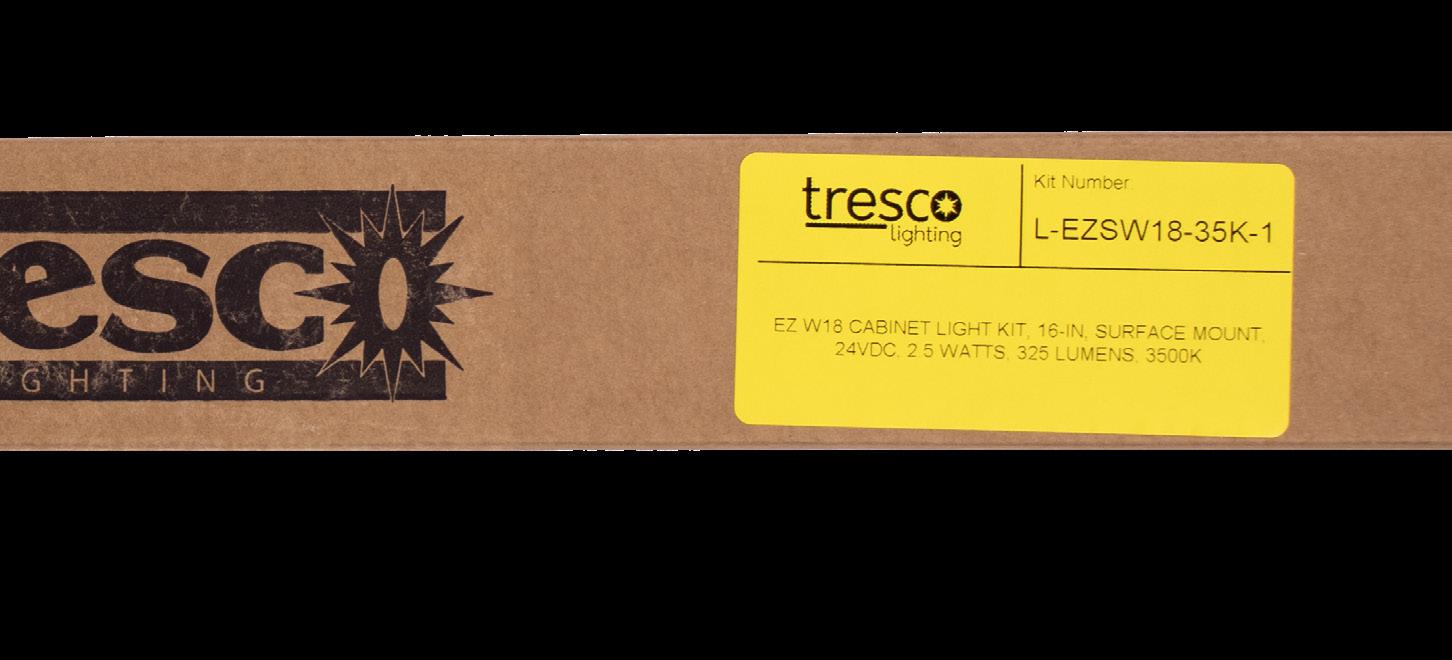 esco
GHTING
tresco
lighting
Kit Number
L-EZSW18-35K-1
EZ W18 CABINET LIGHT KIT, 16-IN, SURFACE MOUNT,
24VDC, 2.5 WATTS, 325 LUMENS, 3500K